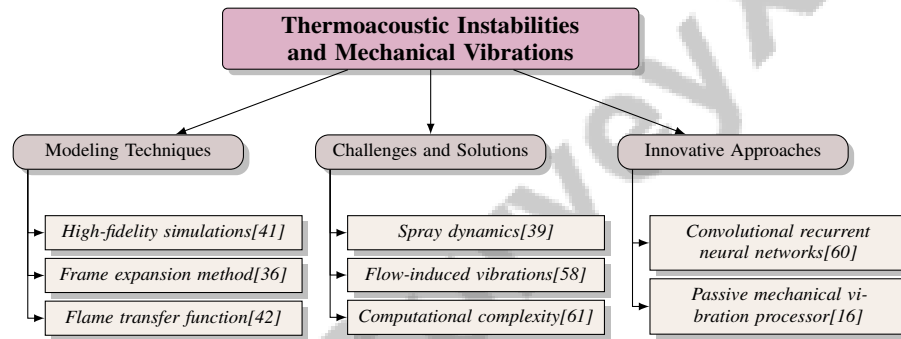 Thermoacoustic Instabilities
and Mechanical Vibrations
Modeling Techniques
High-fidelity simulations[41]
Frame expansion method[36]
Flame transfer function[42]
Challenges and Solutions
Spray dynamics[39]
Flow-induced vibrations[58]
Computational complexity[61]
Innovative Approaches
Convolutional recurrent
neural networks[60]
Passive mechanical vi-
bration processor[16]